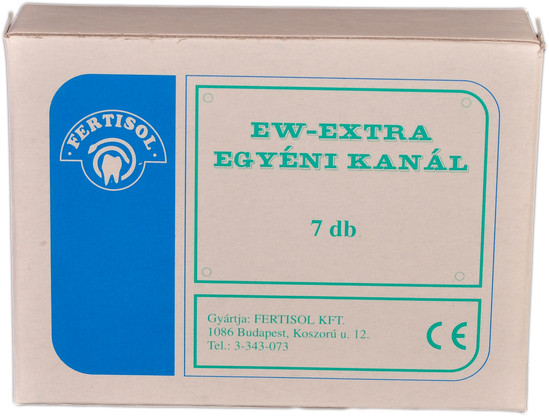 · FERTISOL ·
EW-EXTRA
EGYÉNI KANÁL
7 db
Gyártja: FERTISOL KFT.
1086 Budapest, Koszorú u. 12.
Tel.: 3-343-073
CE